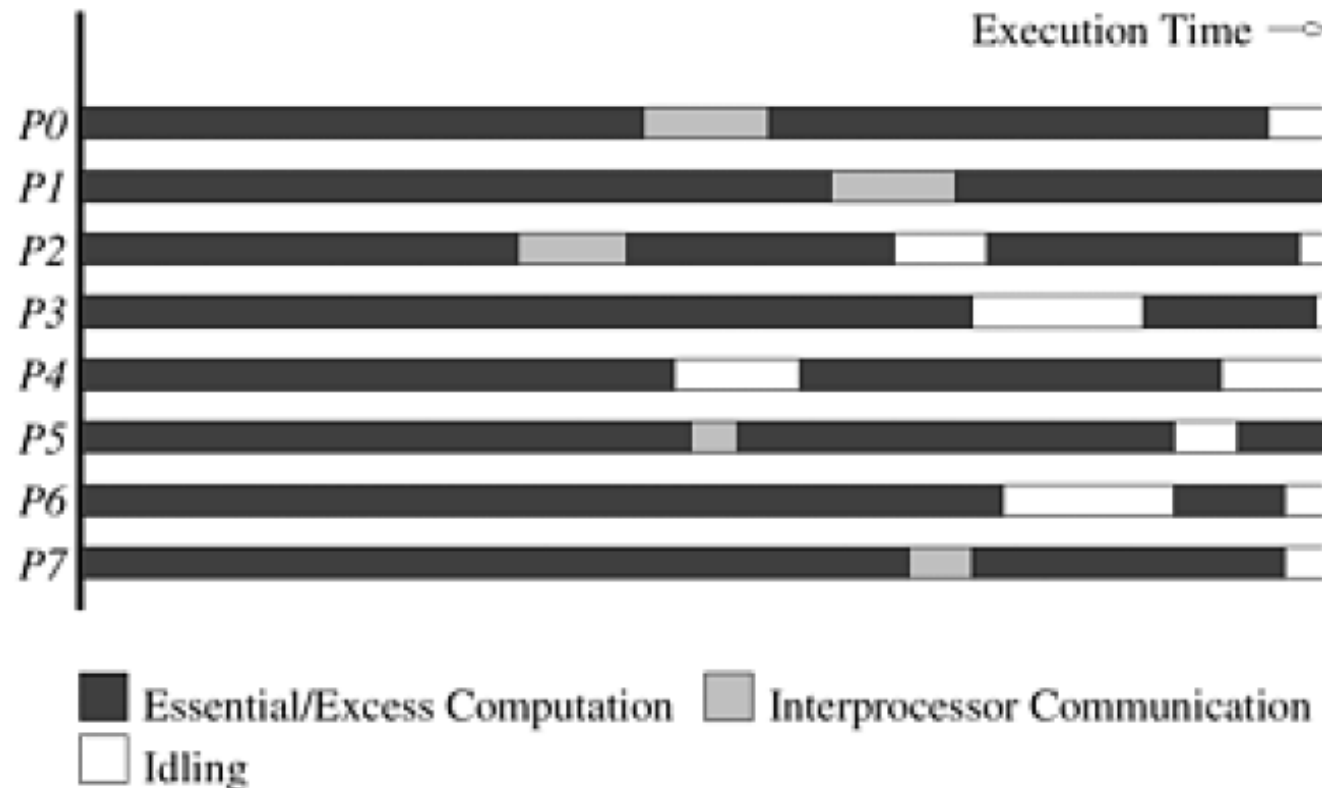 Execution Time
P0
P1
P2
P3
P4
P5
P6
P7
Essential/Excess Computation Interprocessor Communication
Idling